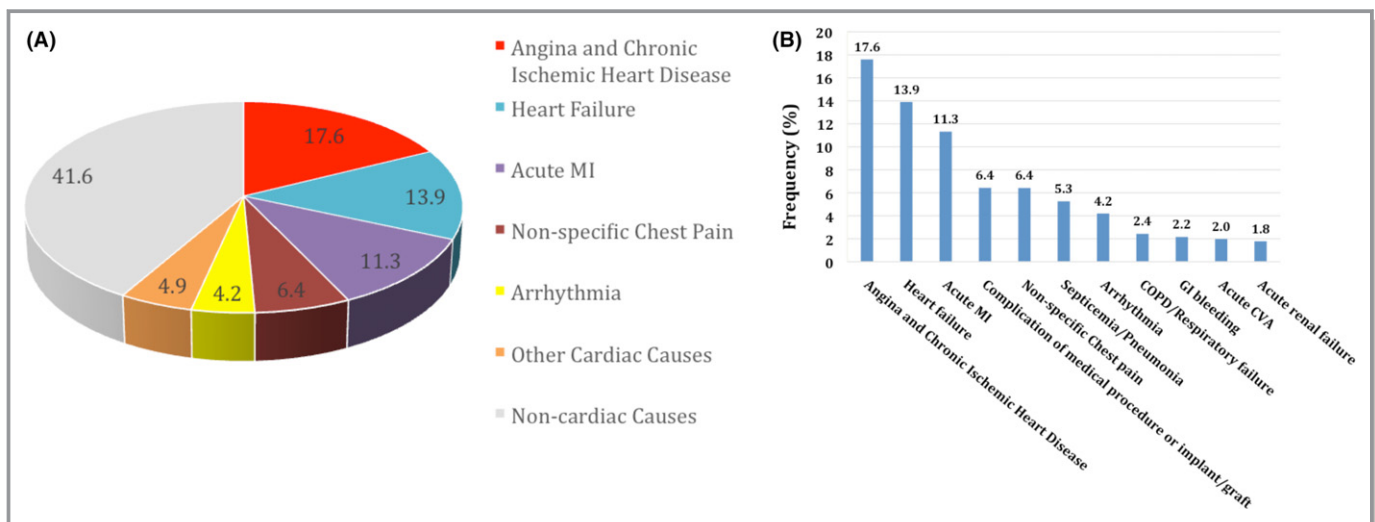 (A)
17.6
13.9
11.3
6.4
4.2
4.9
41.6
Angina and Chronic
Ischemic Heart Disease
Heart Failure
Acute MI
Non-specific Chest Pain
Arrhythmia
Other Cardiac Causes
Non-cardiac Causes
(B)
Frequency (%)
20
18
16
14
12
10
8
6
4
2
0
17.6
13.9
11.3
6.4
6.4
5.3
4.2
2.4
2.2
2.0
1.8
Angina and Chronic Ischemic Heart Disease
Heart failure
Acute MI
Complication of medical procedure or implant/graft
Non-specific Chest pain
Septicemia/Pneumonia
Arrhythmia
COPD/Respiratory failure
GI bleeding
Acute CVA
Acute renal failure